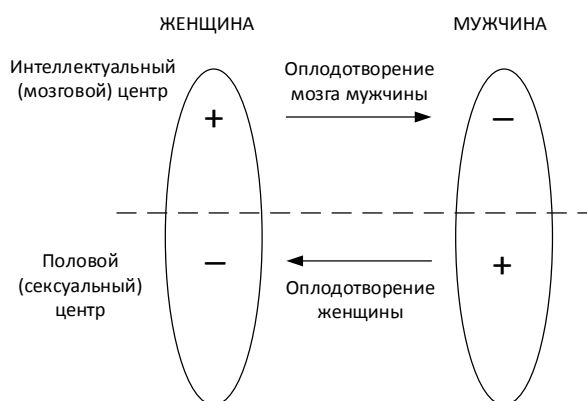 ЖЕНЩИНА
МУЖЧИНА
Интеллектуальный
(мозговой) центр
Оплодотворение
мозга мужчины
+
−
Половой
(сексуальный)
центр
−
+
Оплодотворение
женщины